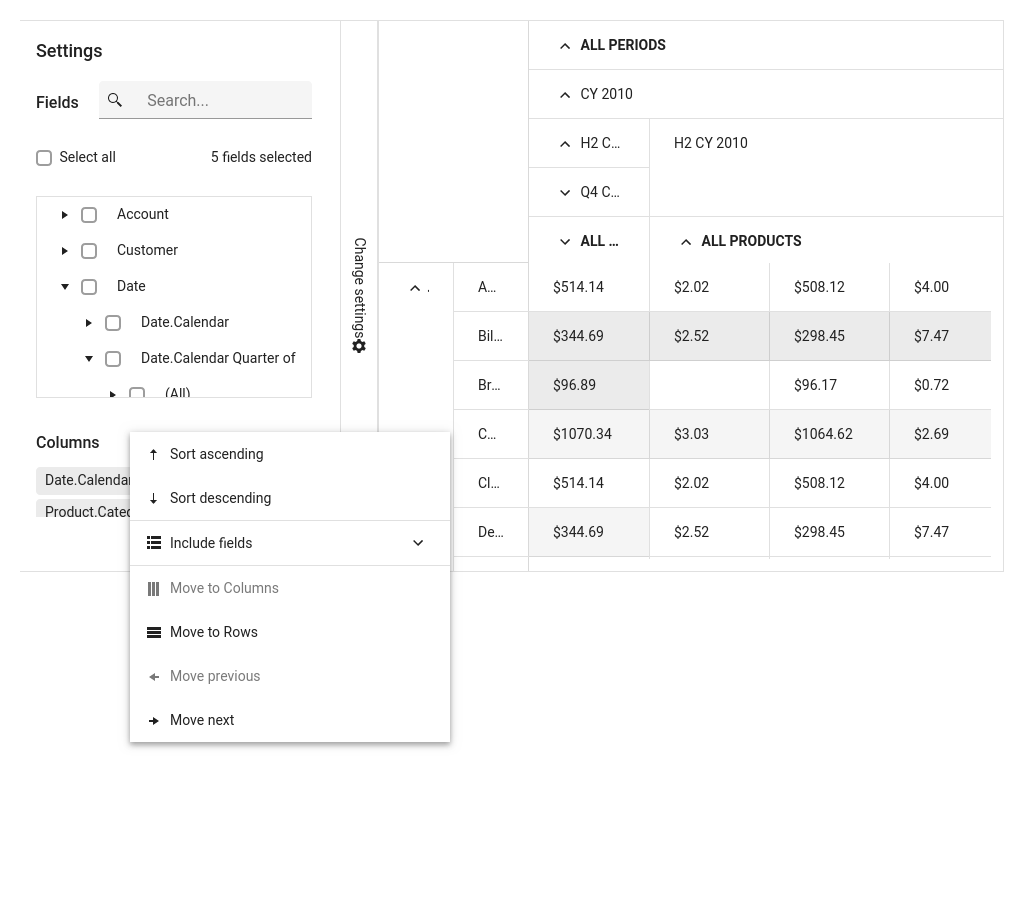 Settings
Fields
Search...
Select all
5 fields selected
Account
Customer
Date
Date.Calendar
Date.Calendar Quarter of
(All)
Columns
Date.Calendar
Product.Categ
Sort ascending
Sort descending
Include fields
Move to Columns
Move to Rows
Move previous
Move next
Change settings
ALL PERIODS
CY 2010
H2 C…
H2 CY 2010
Q4 C…
ALL …
ALL PRODUCTS
A… $514.14 $2.02 $508.12 $4.00
Bil… $344.69 $2.52 $298.45 $7.47
Br… $96.89 $96.17 $0.72
C… $1070.34 $3.03 $1064.62 $2.69
Cl… $514.14 $2.02 $508.12 $4.00
De… $344.69 $2.52 $298.45 $7.47